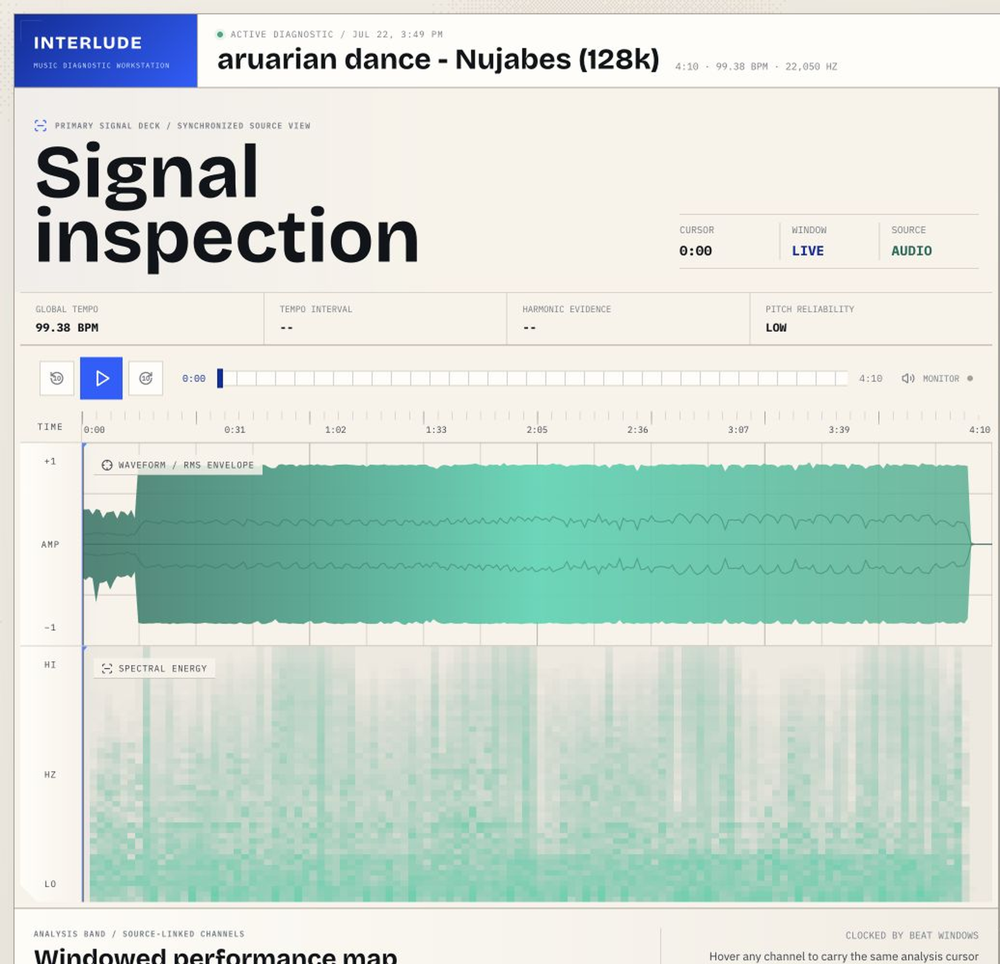 INTERLUDE
MUSIC DIAGNOSTIC WORKSTATION
ACTIVE DIAGNOSTIC / JUL 22, 3:49 PM
aruarian dance - Nujabes (128k)
4:10 · 99.38 BPM · 22,050 HZ
PRIMARY SIGNAL DECK / SYNCHRONIZED SOURCE VIEW
Signal
inspection
CURSOR
0:00
WINDOW
LIVE
SOURCE
AUDIO
GLOBAL TEMPO
99.38 BPM
TEMPO INTERVAL
--
HARMONIC EVIDENCE
--
PITCH RELIABILITY
LOW
10
10
0:00
4:10
MONITOR
TIME
0:00 0:31 1:02 1:33 2:05 2:36 3:07 3:39 4:10
+1
WAVEFORM / RMS ENVELOPE
AMP
−1
HI
SPECTRAL ENERGY
HZ
LO
ANALYSIS BAND / SOURCE-LINKED CHANNELS
Windowed performance map
CLOCKED BY BEAT WINDOWS
Hover any channel to carry the same analysis cursor